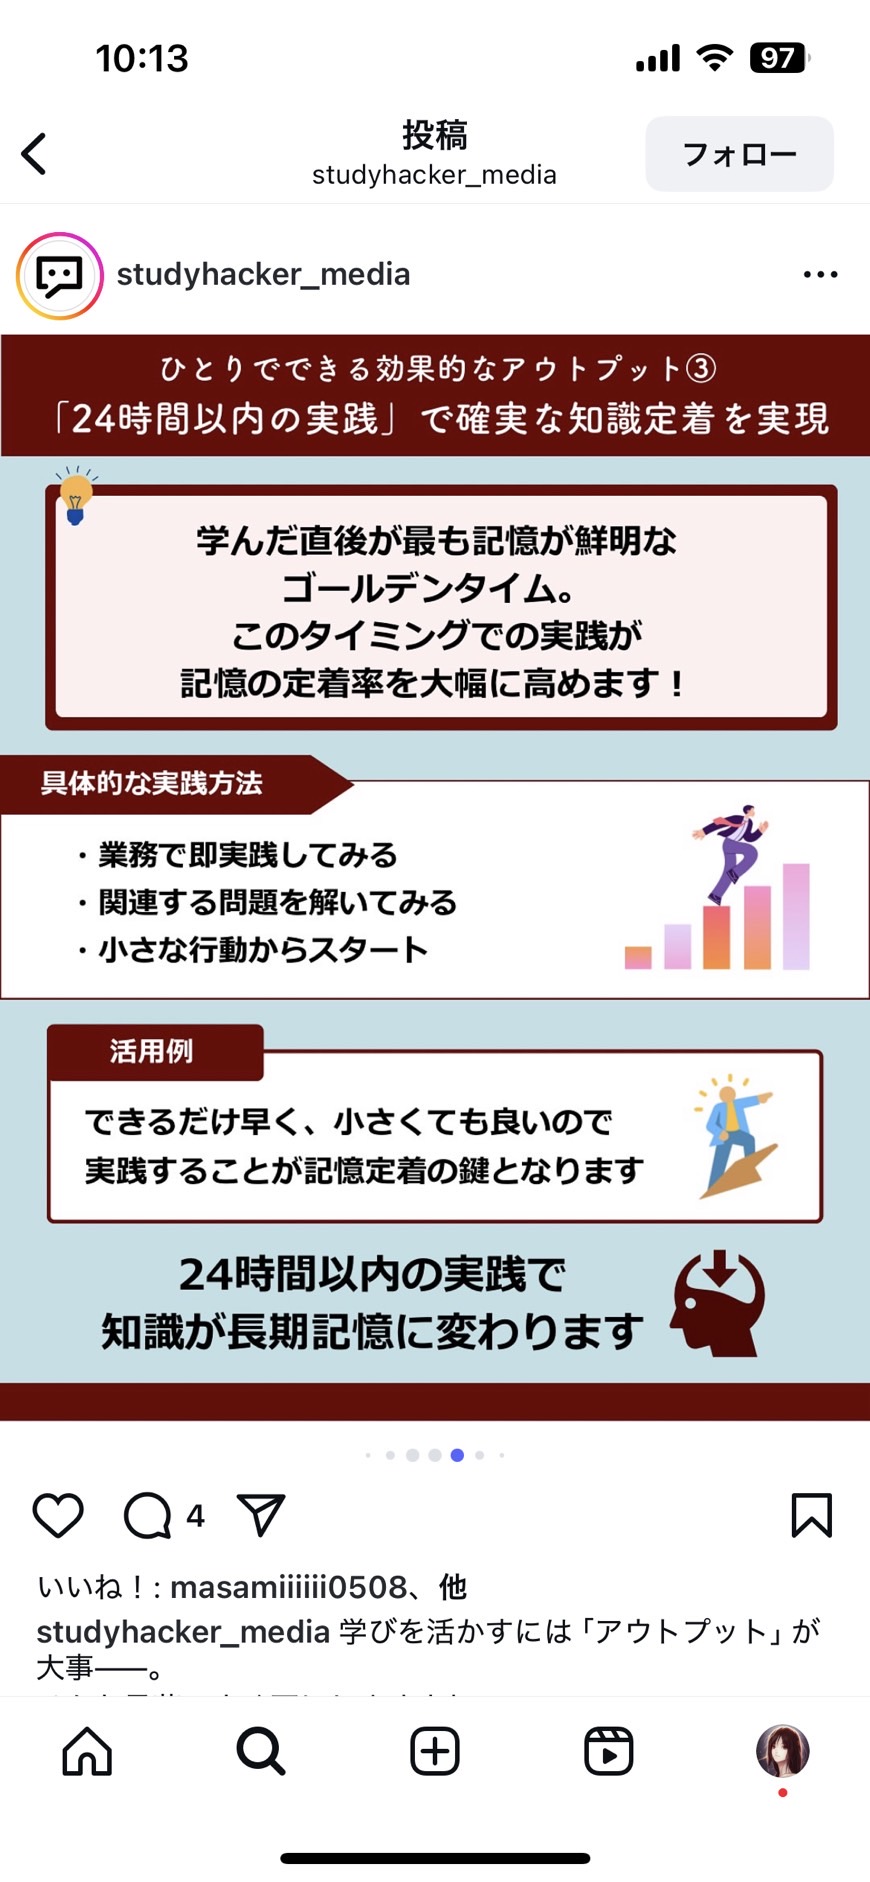 10:13
97
投稿
studyhacker_media
フォロー
studyhacker_media
ひとりでできる効果的なアウトプット③
「24時間以内の実践」で確実な知識定着を実現
学んだ直後が最も記憶が鮮明な
ゴールデンタイム。
このタイミングでの実践が
記憶の定着率を大幅に高めます！
具体的な実践方法
・業務で即実践してみる
・関連する問題を解いてみる
・小さな行動からスタート
活用例
できるだけ早く、小さくても良いので
実践することが記憶定着の鍵となります
24時間以内の実践で
知識が長期記憶に変わります
4
いいね！: masamiiiiii0508、他
studyhacker_media 学びを活かすには「アウトプット」が
大事——。